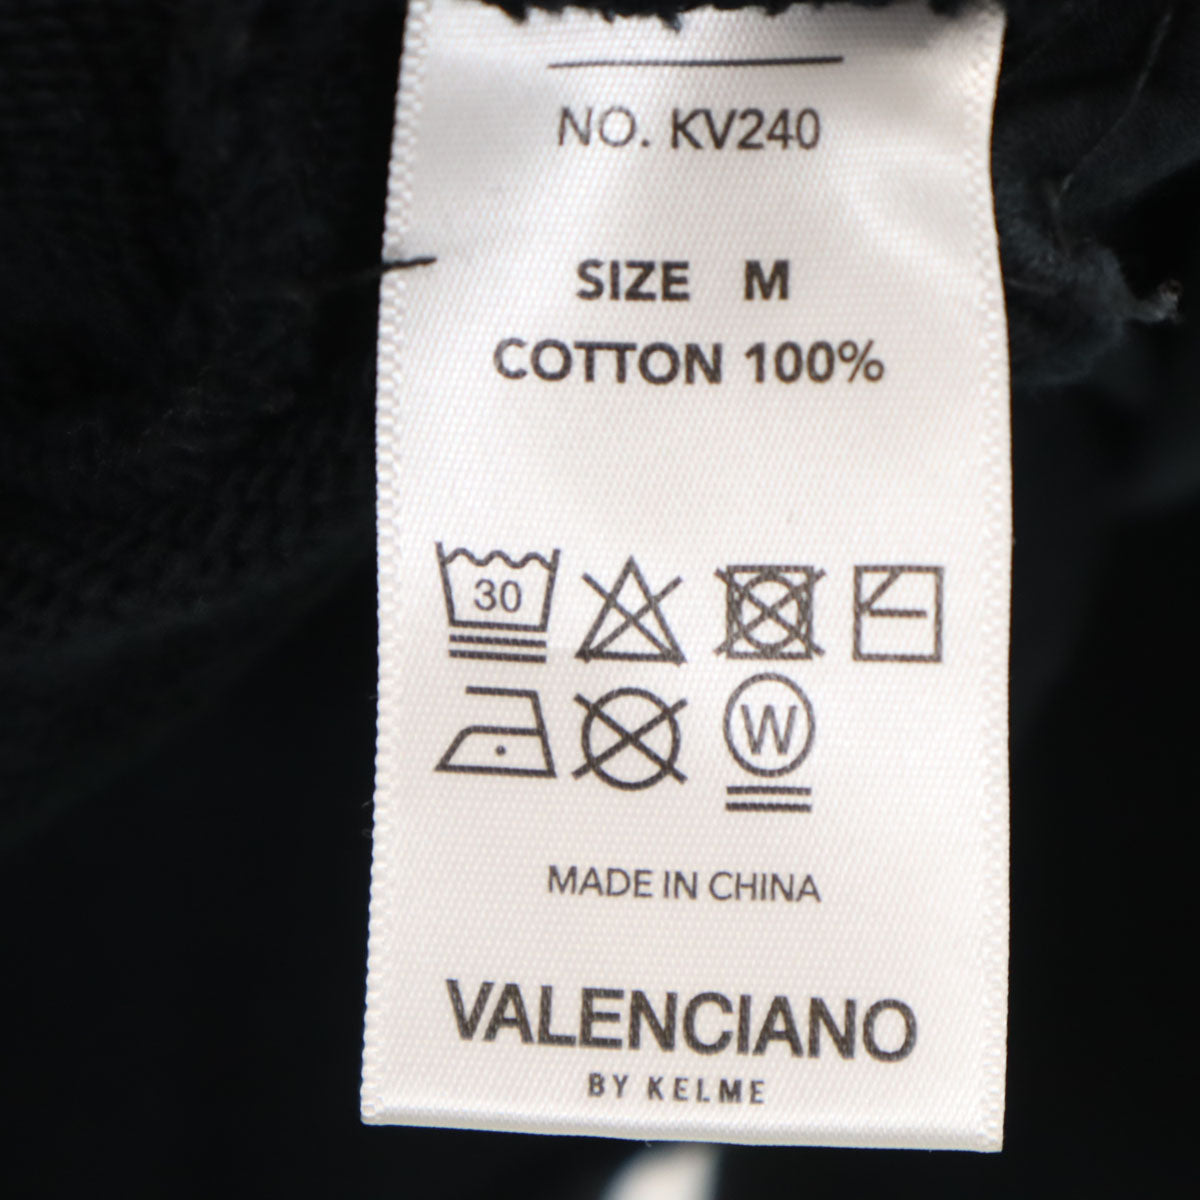 NO. KV240
SIZE M
COTTON 100%
30
W
MADE IN CHINA
VALENCIANO
BY KELME